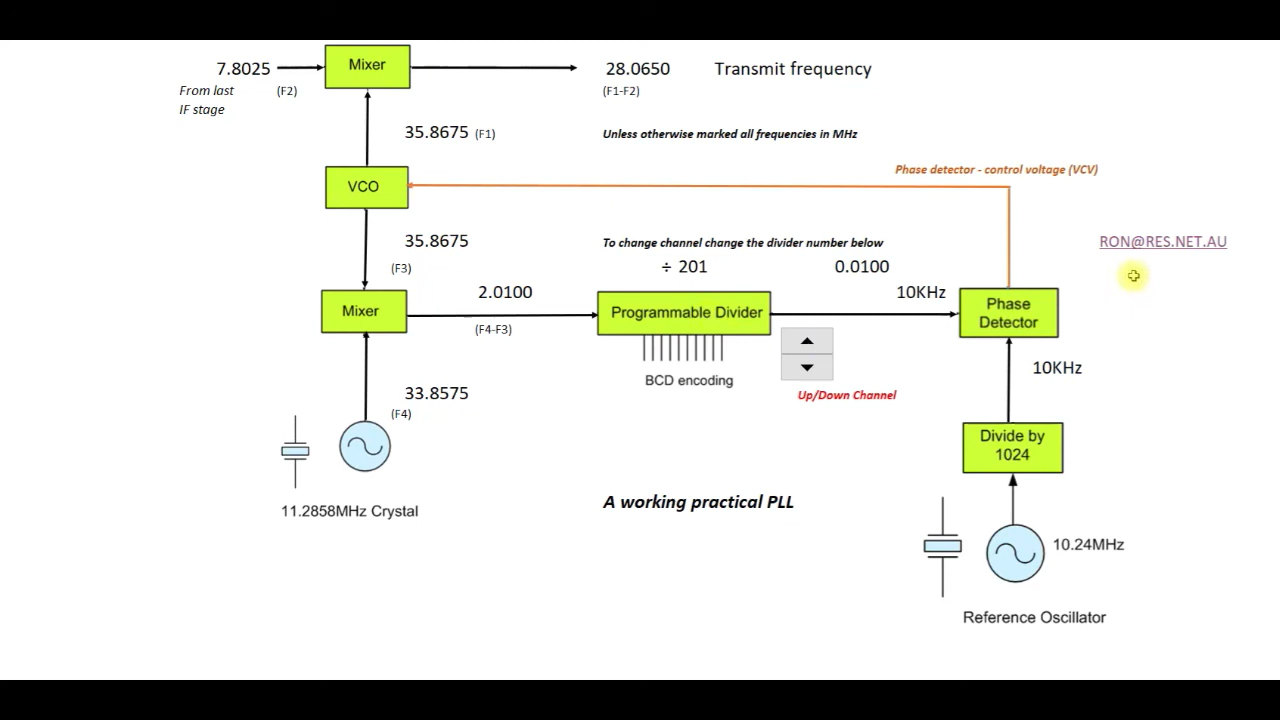 7.8025
Mixer
28.0650
Transmit frequency
From last
IF stage
(F2)
(F1-F2)
35.8675 (F1)
Unless otherwise marked all frequencies in MHz
VCO
Phase detector - control voltage (VCV)
35.8675
(F3)
To change channel change the divider number below
RON@RES.NET.AU
÷ 201
0.0100
Mixer
2.0100
(F4-F3)
Programmable Divider
10KHz
Phase
Detector
BCD encoding
Up/Down Channel
10KHz
33.8575
(F4)
Divide by
1024
11.2858MHz Crystal
A working practical PLL
10.24MHz
Reference Oscillator